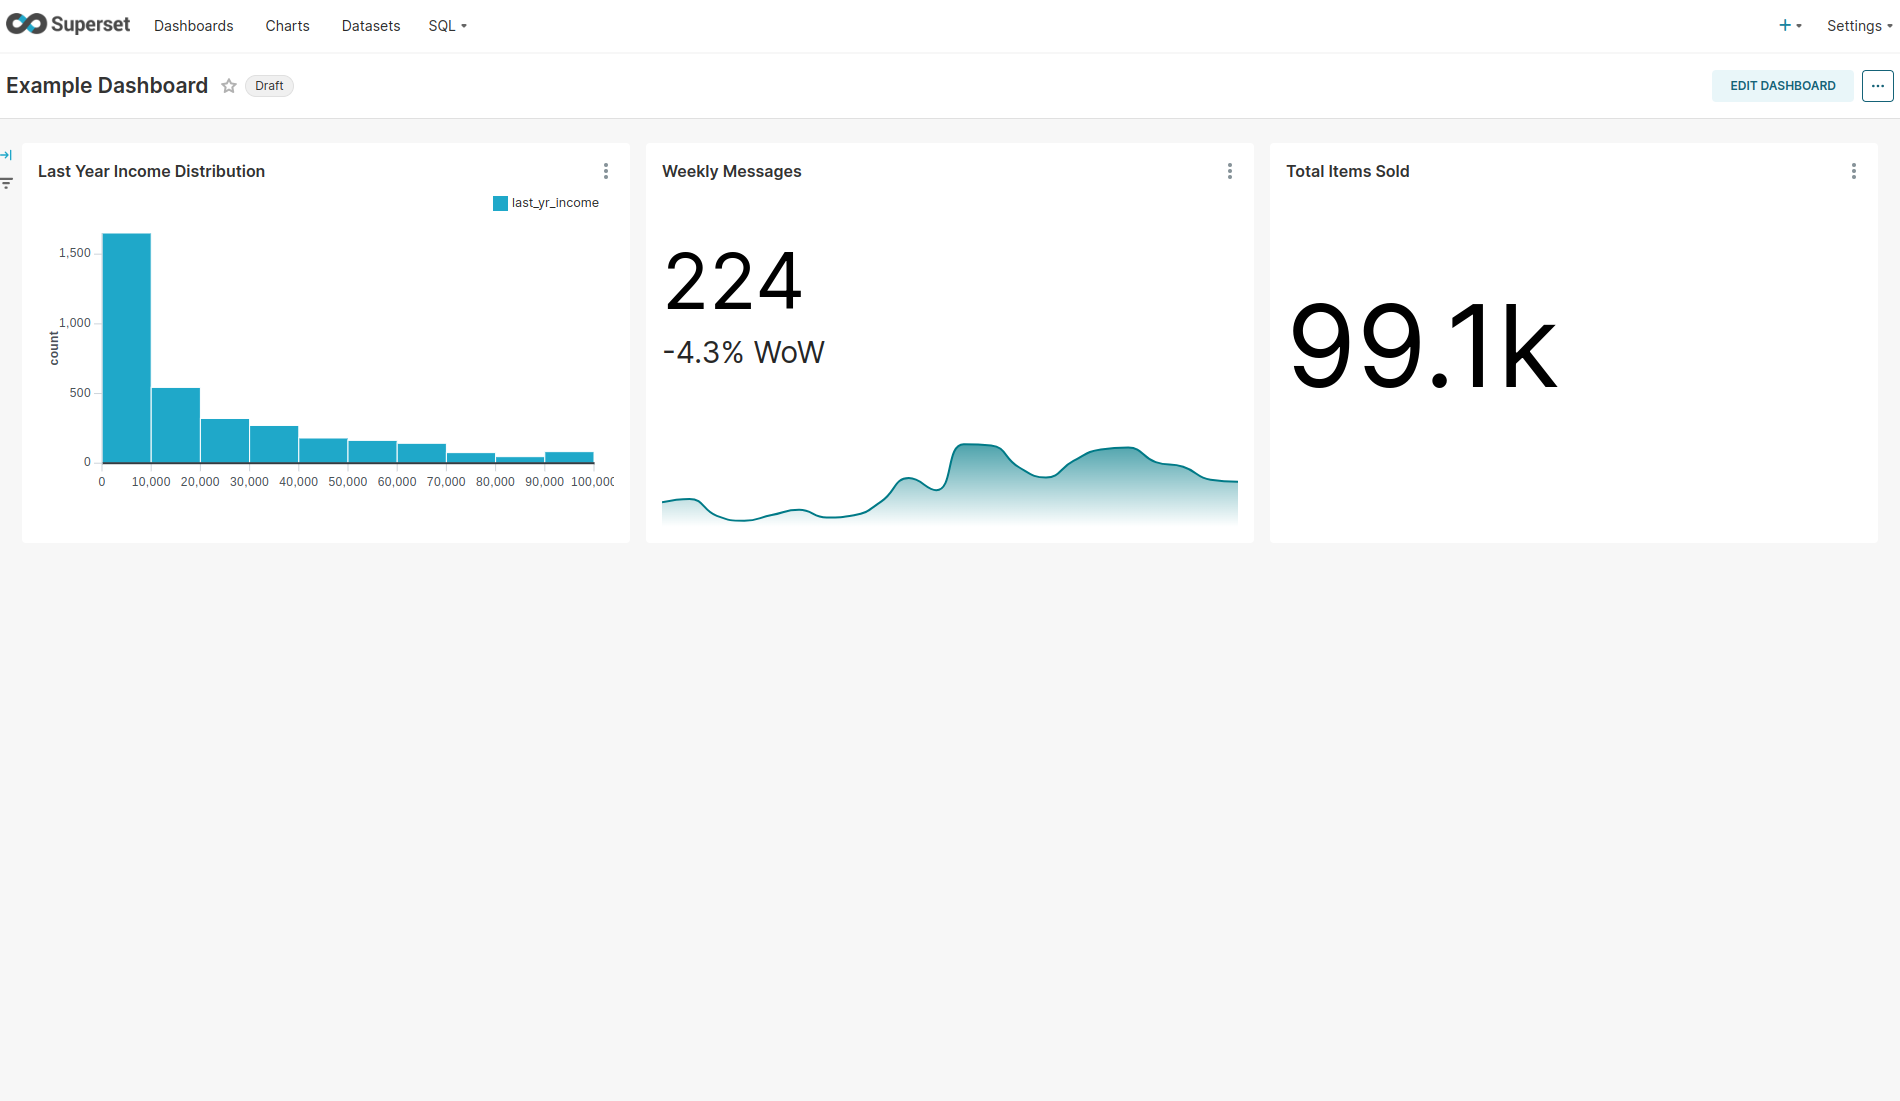 Superset Dashboards Charts Datasets SQL + Settings
Example Dashboard Draft EDIT DASHBOARD ...
Last Year Income Distribution
last_yr_income
1,500
1,000
500
0
count
0 10,000 20,000 30,000 40,000 50,000 60,000 70,000 80,000 90,000 100,000
Weekly Messages
224
-4.3% WoW
Total Items Sold
99.1k